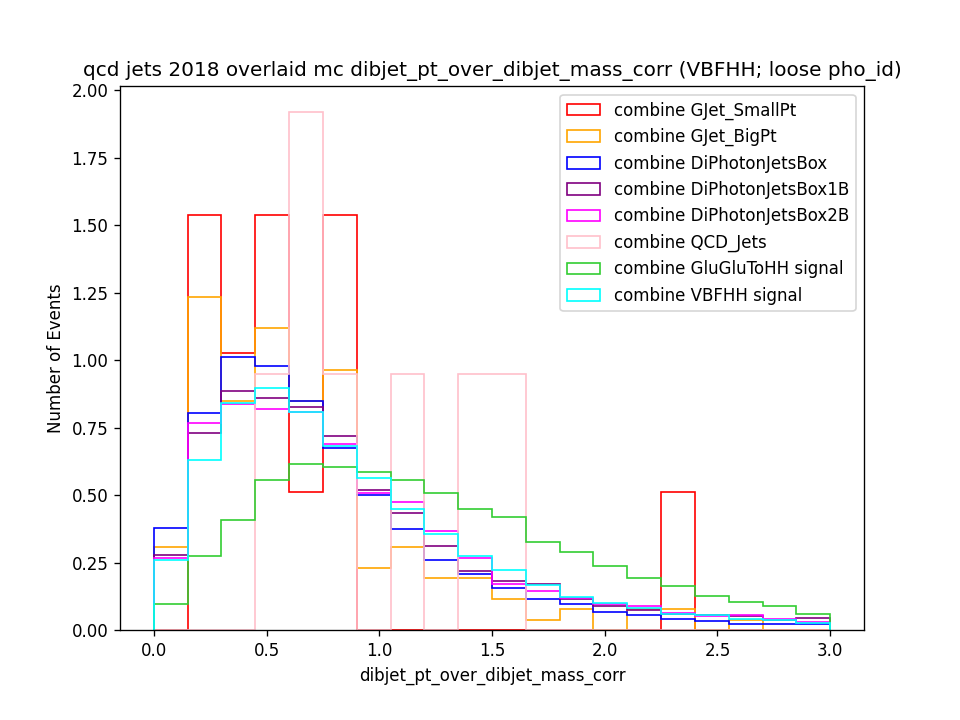 qcd jets 2018 overlaid mc dibjet_pt_over_dibjet_mass_corr (VBFHH; loose pho_id)
combine GJet_SmallPt
combine GJet_BigPt
combine DiPhotonJetsBox
combine DiPhotonJetsBox1B
combine DiPhotonJetsBox2B
combine QCD_Jets
combine GluGluToHH signal
combine VBFHH signal
Number of Events
2.00
1.75
1.50
1.25
1.00
0.75
0.50
0.25
0.00
0.0 0.5 1.0 1.5 2.0 2.5 3.0
dibjet_pt_over_dibjet_mass_corr